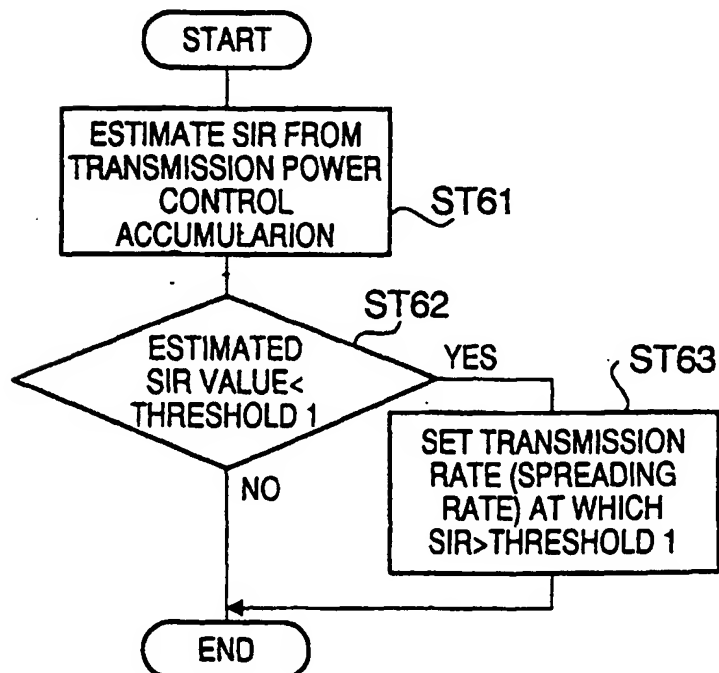 START
ESTIMATE SIR FROM
TRANSMISSION POWER
CONTROL
ACCUMULARION
ST61
ST62
ESTIMATED
SIR VALUE<
THRESHOLD 1
YES
ST63
SET TRANSMISSION
RATE (SPREADING
RATE) AT WHICH
SIR>THRESHOLD 1
NO
END